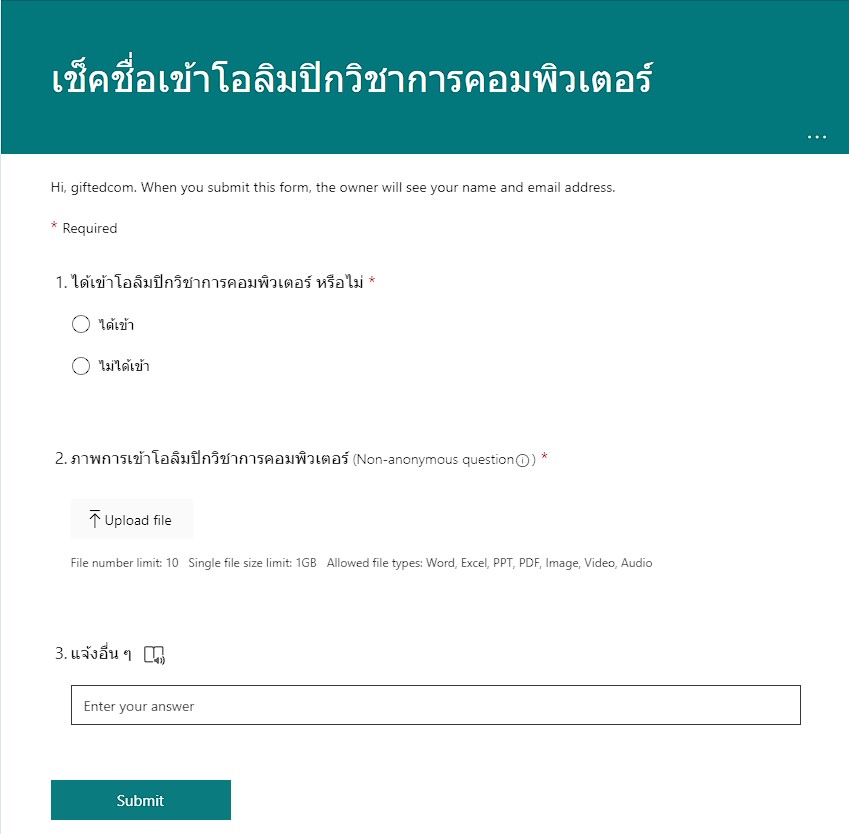 เช็คชื่อเข้าโอลิมปิกวิชาการคอมพิวเตอร์
...
Hi, giftedcom. When you submit this form, the owner will see your name and email address.
* Required
1. ได้เข้าโอลิมปิกวิชาการคอมพิวเตอร์ หรือไม่ *
ได้เข้า
ไม่ได้เข้า
2. ภาพการเข้าโอลิมปิกวิชาการคอมพิวเตอร์ (Non-anonymous question) *
Upload file
File number limit: 10 Single file size limit: 1GB Allowed file types: Word, Excel, PPT, PDF, Image, Video, Audio
3. แจ้งอื่น ๆ
Enter your answer
Submit